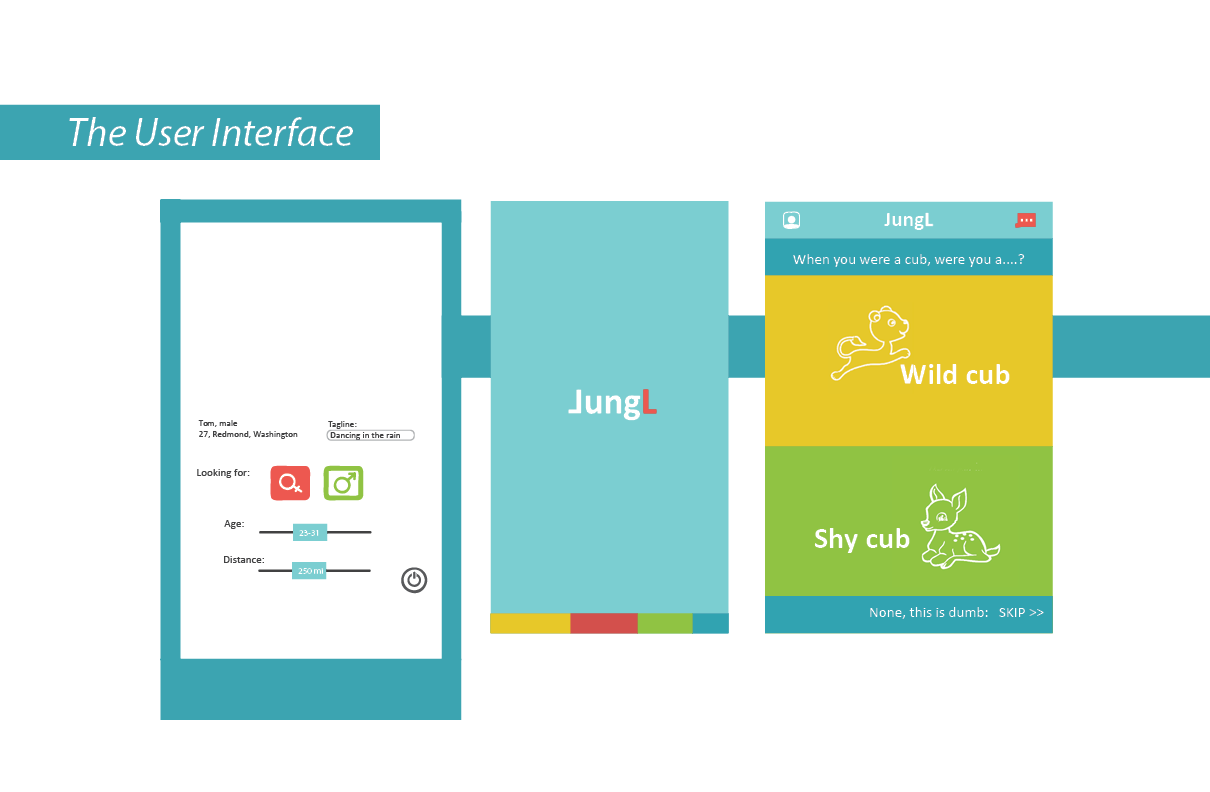 The User Interface
Tom, male
27, Redmond, Washington
Tagline:
Dancing in the rain
Looking for:
Age:
23-31
Distance:
250 mi
JungL
JungL
When you were a cub, were you a....?
Wild cub
Shy cub
None, this is dumb: SKIP >>